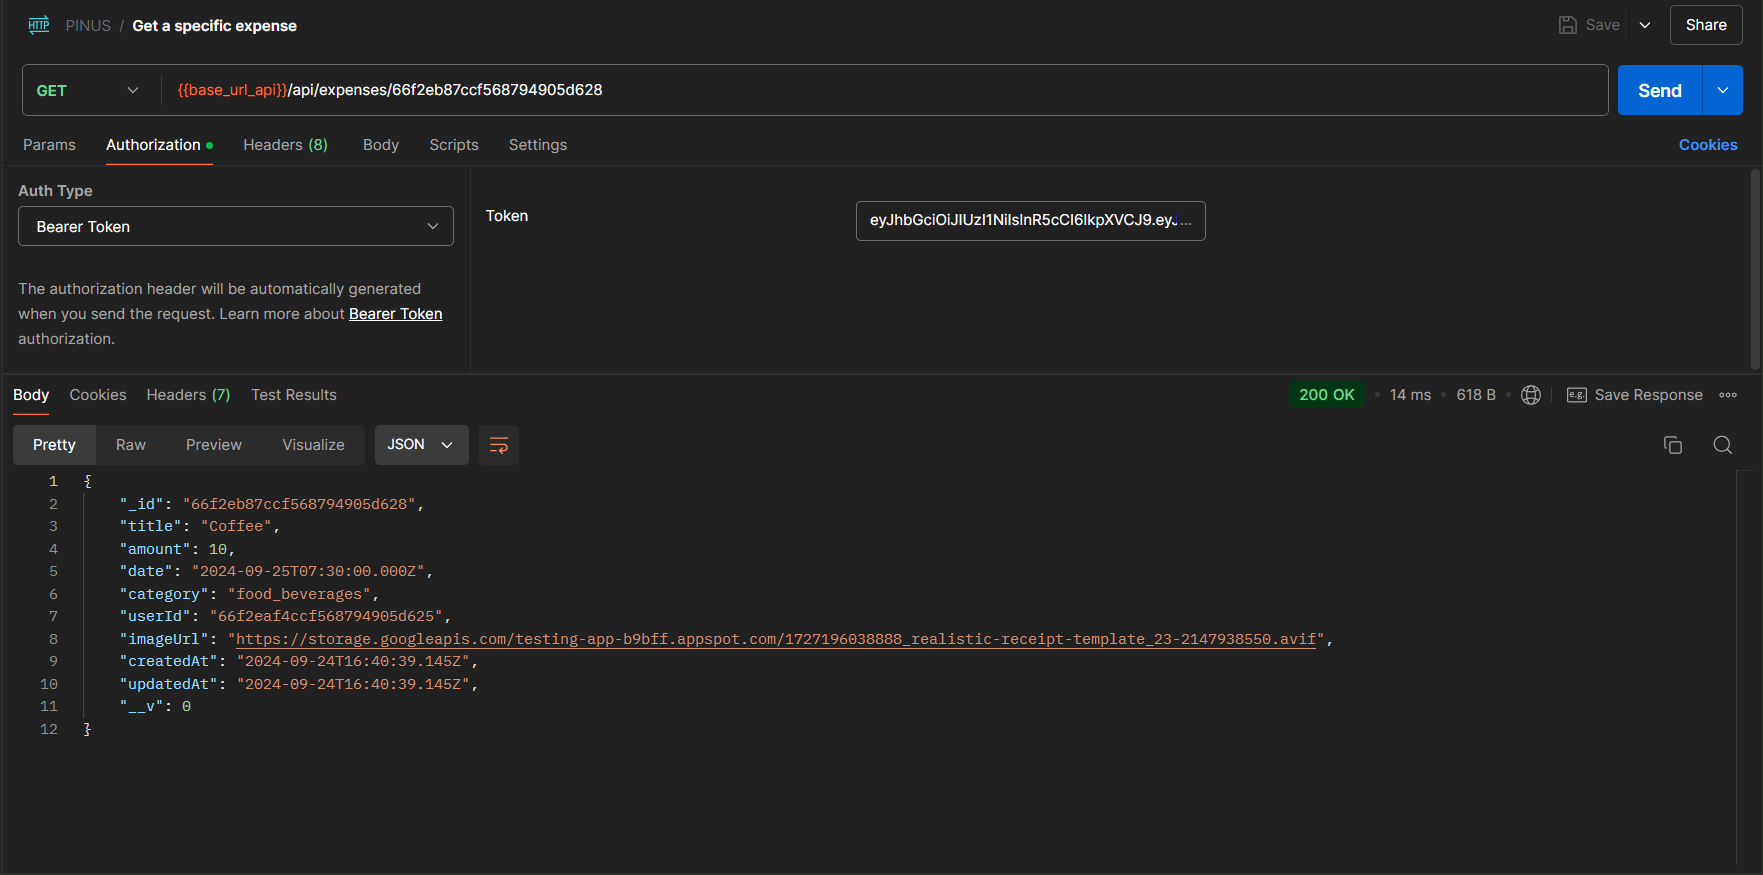 HTTP PINUS / Get a specific expense Save Share
GET {{base_url_api}}/api/expenses/66f2eb87ccf568794905d628 Send
Params Authorization Headers (8) Body Scripts Settings Cookies
Auth Type
Bearer Token
Token eyJhbGciOiJIUzI1NiIsInR5cCI6IkpXVCJ9.eyJ...
The authorization header will be automatically generated
when you send the request. Learn more about Bearer Token
authorization.
Body Cookies Headers (7) Test Results 200 OK • 14 ms • 618 B • e.g. Save Response
Pretty Raw Preview Visualize JSON
1 {
2 "_id": "66f2eb87ccf568794905d628",
3 "title": "Coffee",
4 "amount": 10,
5 "date": "2024-09-25T07:30:00.000Z",
6 "category": "food_beverages",
7 "userId": "66f2eaf4ccf568794905d625",
8 "imageUrl": "https://storage.googleapis.com/testing-app-b9bff.appspot.com/1727196038888_realistic-receipt-template_23-2147938550.avif",
9 "createdAt": "2024-09-24T16:40:39.145Z",
10 "updatedAt": "2024-09-24T16:40:39.145Z",
11 "__v": 0
12 }